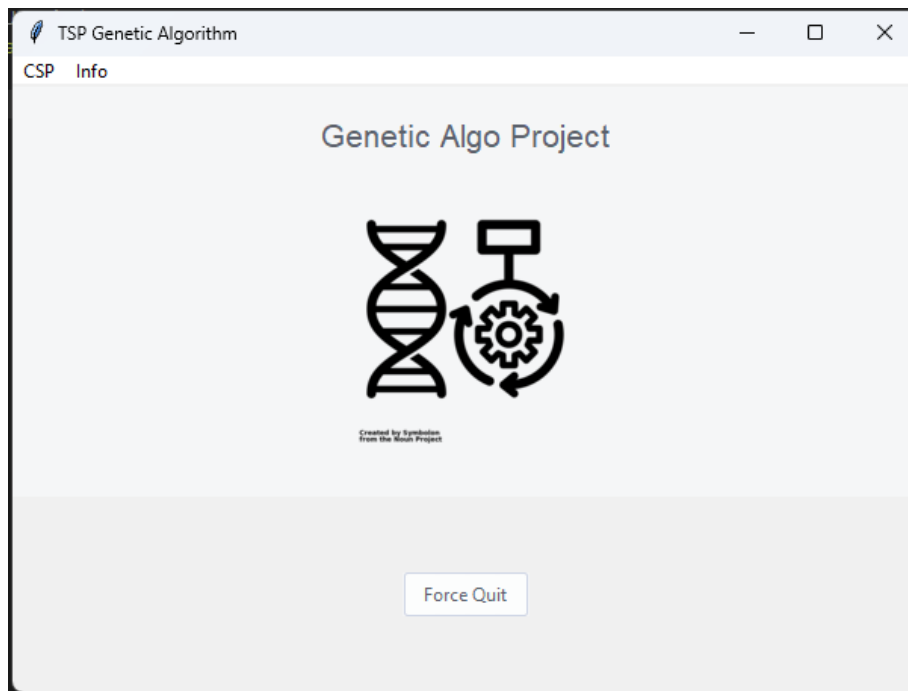 TSP Genetic Algorithm
CSP Info
Genetic Algo Project
Created by Symbolon
from the Noun Project
Force Quit